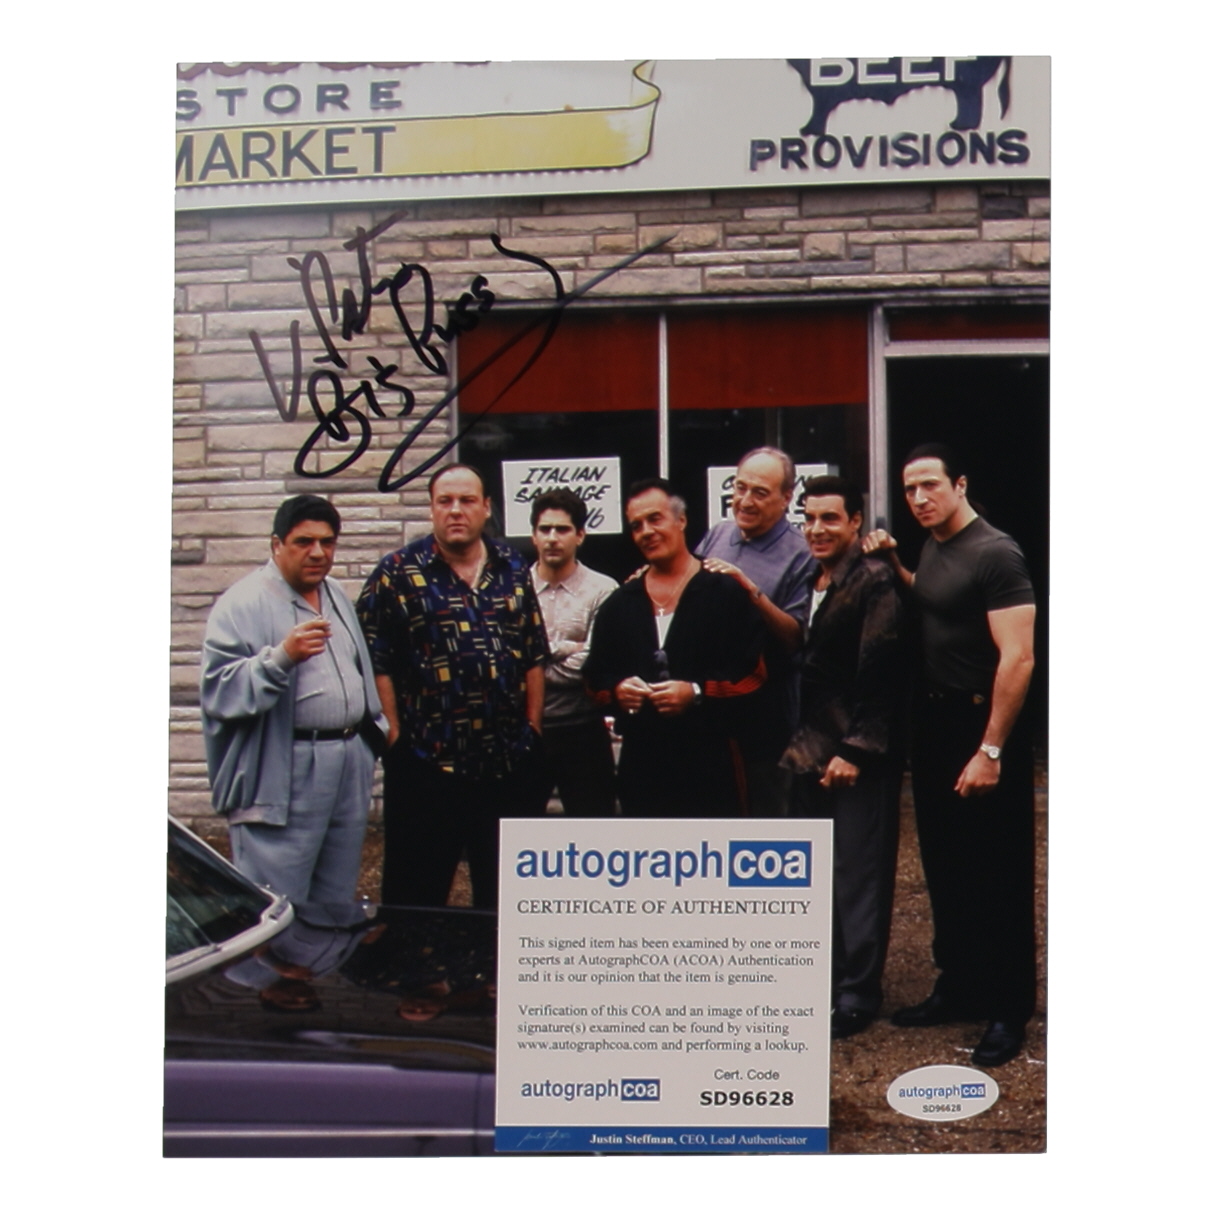 STORE
MARKET
BEEF
PROVISIONS
ITALIAN
SAUSAGE
autographcoa
CERTIFICATE OF AUTHENTICITY
This signed item has been examined by one or more
experts at AutographCOA (ACOA) Authentication
and it is our opinion that the item is genuine.
Verification of this COA and an image of the exact
signature(s) examined can be found by visiting
www.autographcoa.com and performing a lookup.
autographcoa
Cert. Code
SD96628
Justin Steffman, CEO, Lead Authenticator
autographcoa
SD96628